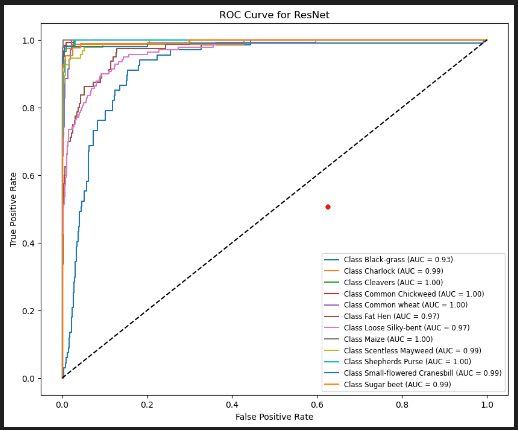 ROC Curve for ResNet
True Positive Rate
1.0
0.8
0.6
0.4
0.2
0.0
Class Black-grass (AUC = 0.93)
Class Charlock (AUC = 0.99)
Class Cleavers (AUC = 1.00)
Class Common Chickweed (AUC = 1.00)
Class Common wheat (AUC = 1.00)
Class Fat Hen (AUC = 0.97)
Class Loose Silky-bent (AUC = 0.97)
Class Maize (AUC = 1.00)
Class Scentless Mayweed (AUC = 0.99)
Class Shepherds Purse (AUC = 1.00)
Class Small-flowered Cranesbill (AUC = 0.99)
Class Sugar beet (AUC = 0.99)
0.0 0.2 0.4 0.6 0.8 1.0
False Positive Rate